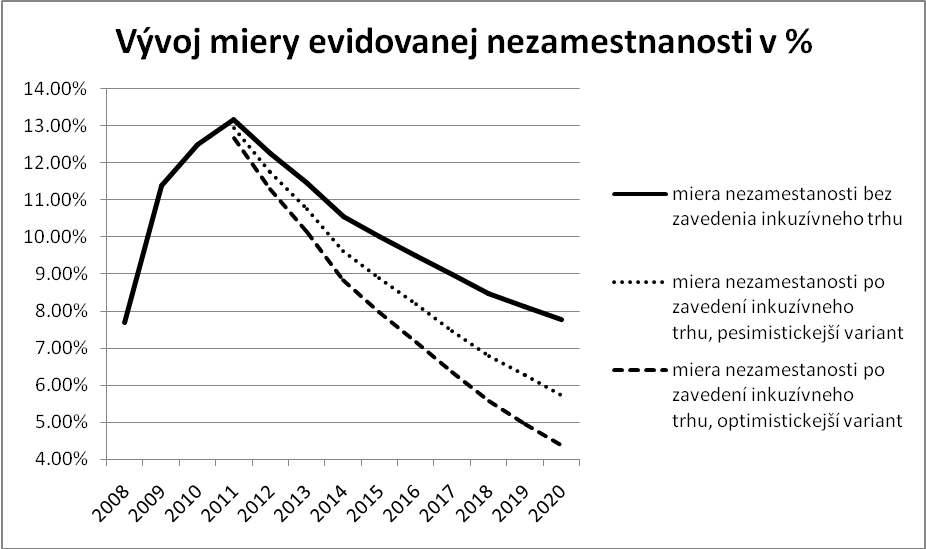 Vývoj miery evidovanej nezamestnanosti v %
14.00%
13.00%
12.00%
11.00%
10.00%
9.00%
8.00%
7.00%
6.00%
5.00%
4.00%
2008
2009
2010
2011
2012
2013
2014
2015
2016
2017
2018
2019
2020
miera nezamestanosti bez
zavedenia inkuzívneho trhu
miera nezamestanosti po
zavedení inkuzívneho
trhu, pesimistickejší variant
miera nezamestanosti po
zavedení inkuzívneho
trhu, optimistickejší variant